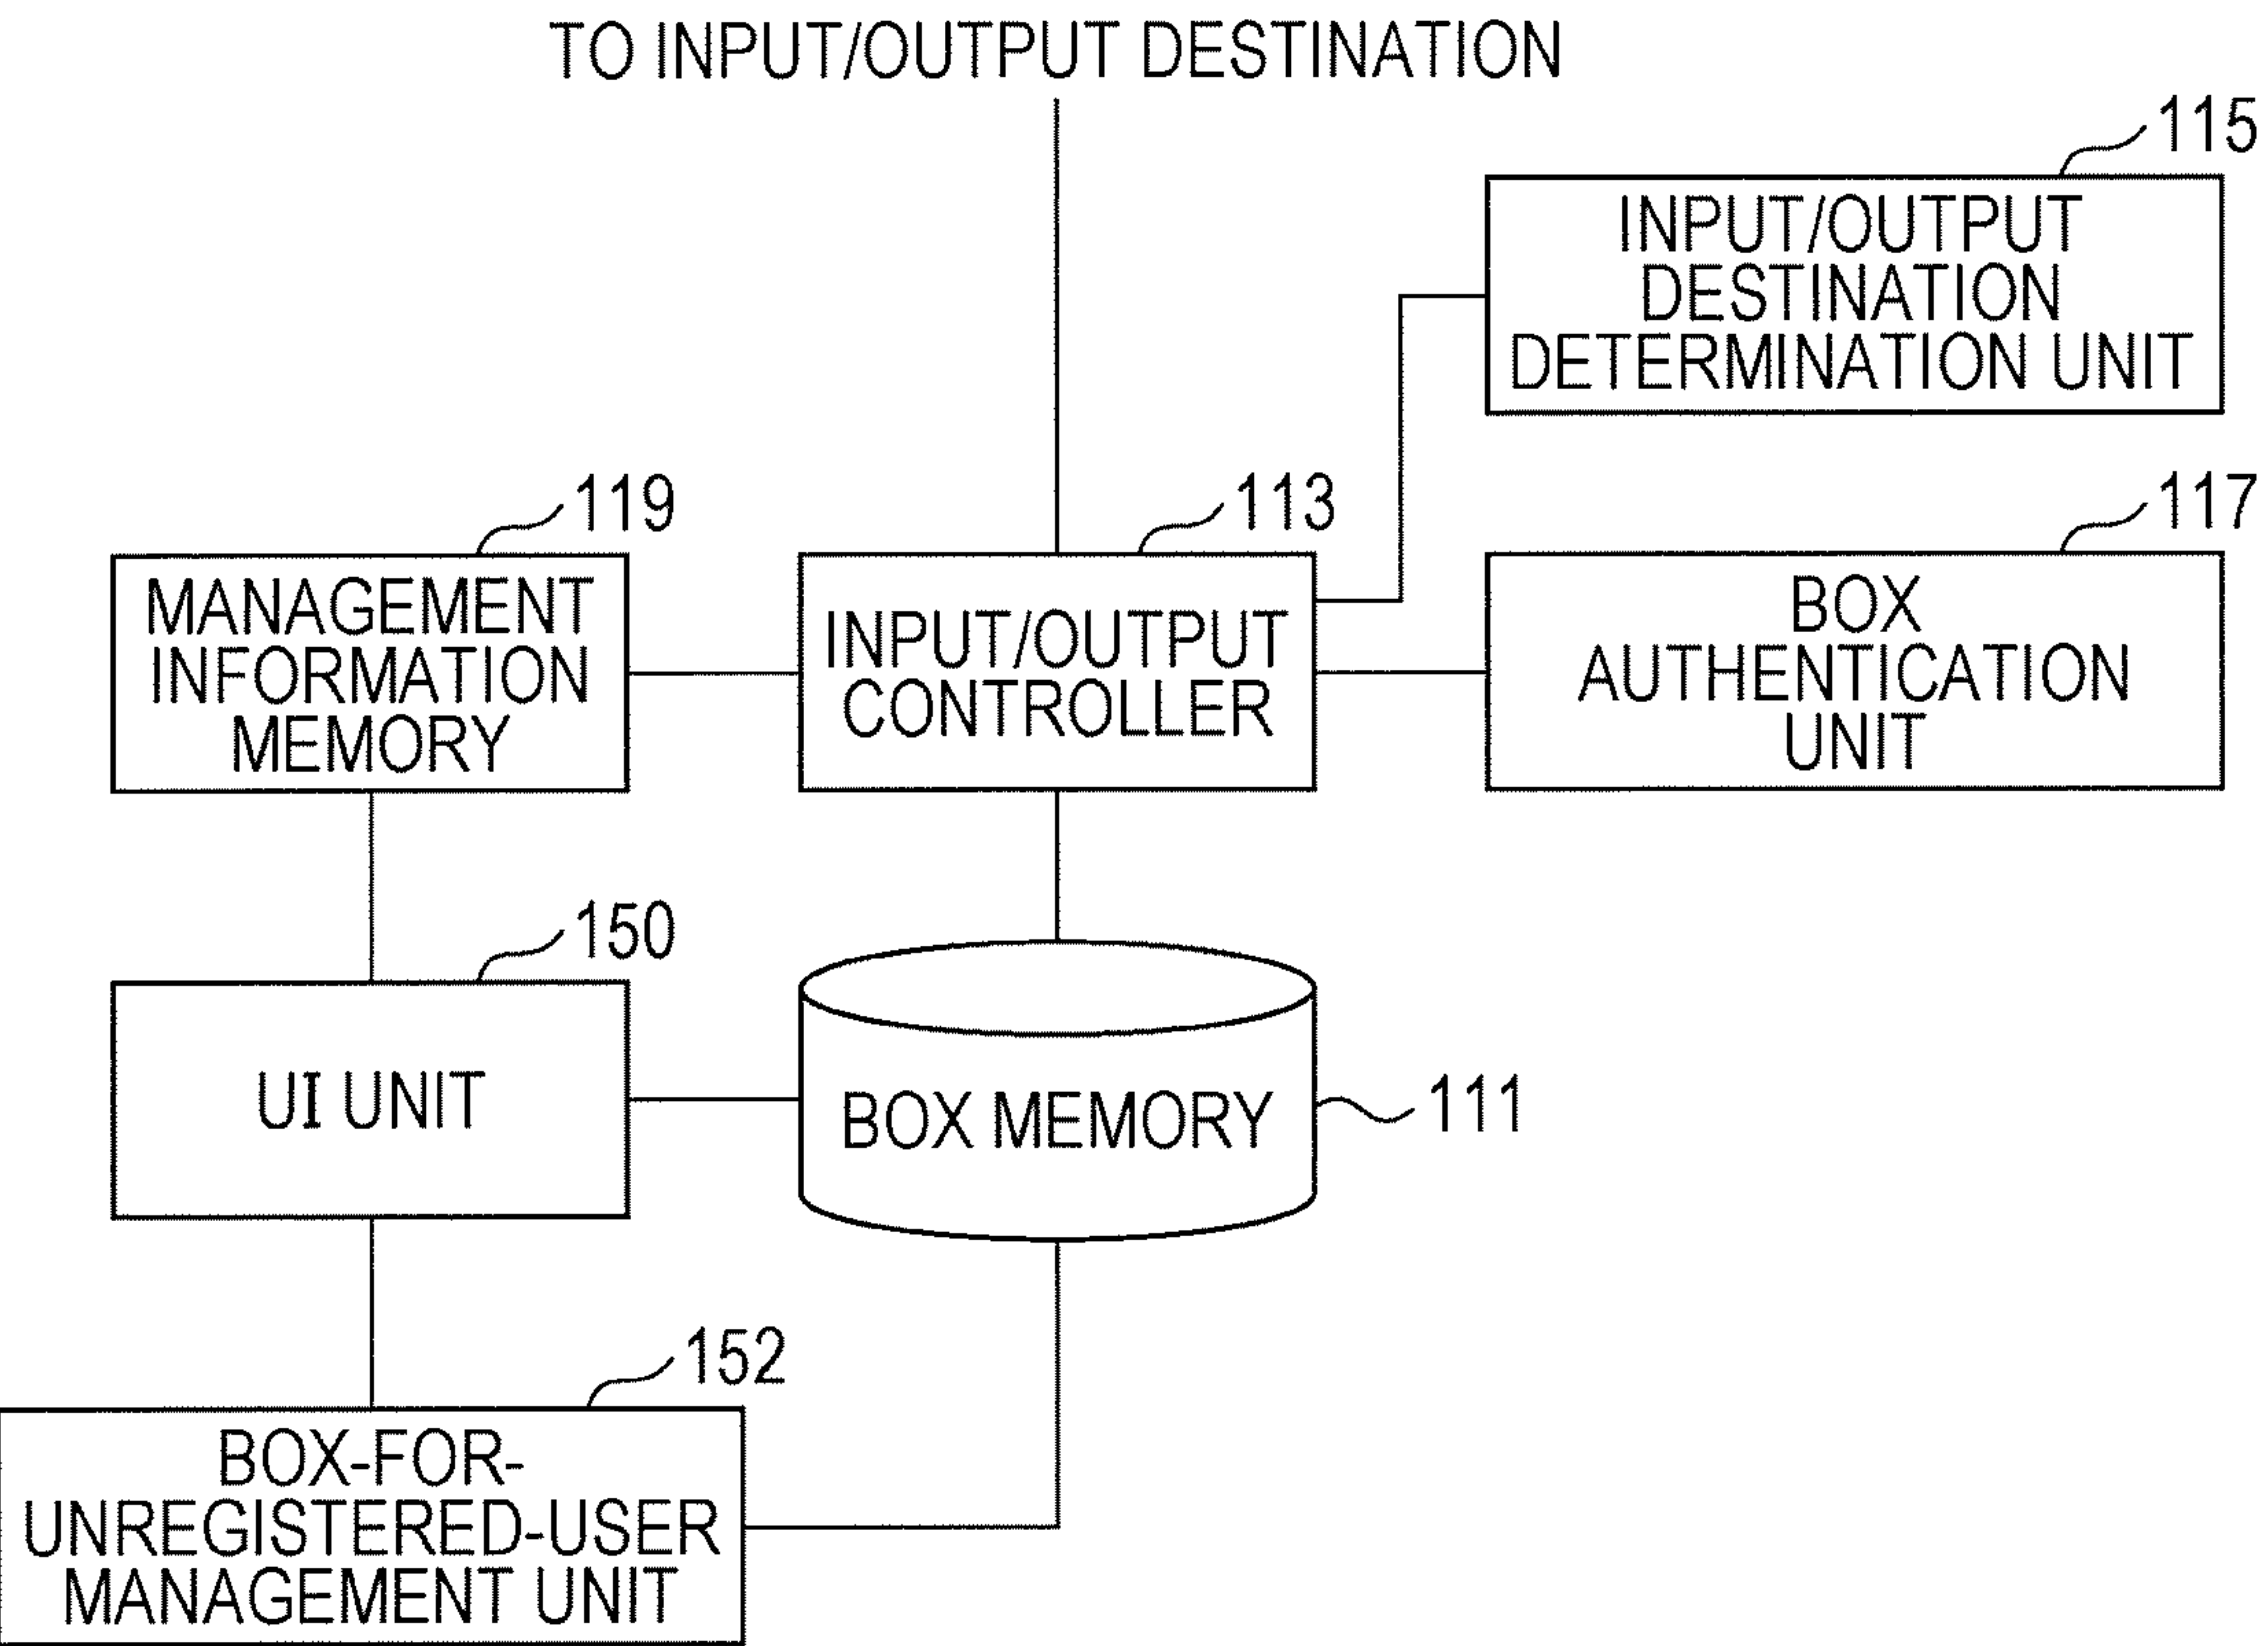 TO INPUT/OUTPUT DESTINATION
115
INPUT/OUTPUT
DESTINATION
DETERMINATION UNIT
119
MANAGEMENT
INFORMATION
MEMORY
113
INPUT/OUTPUT
CONTROLLER
117
BOX
AUTHENTICATION
UNIT
150
UI UNIT
BOX MEMORY
111
152
BOX-FOR-
UNREGISTERED-USER
MANAGEMENT UNIT